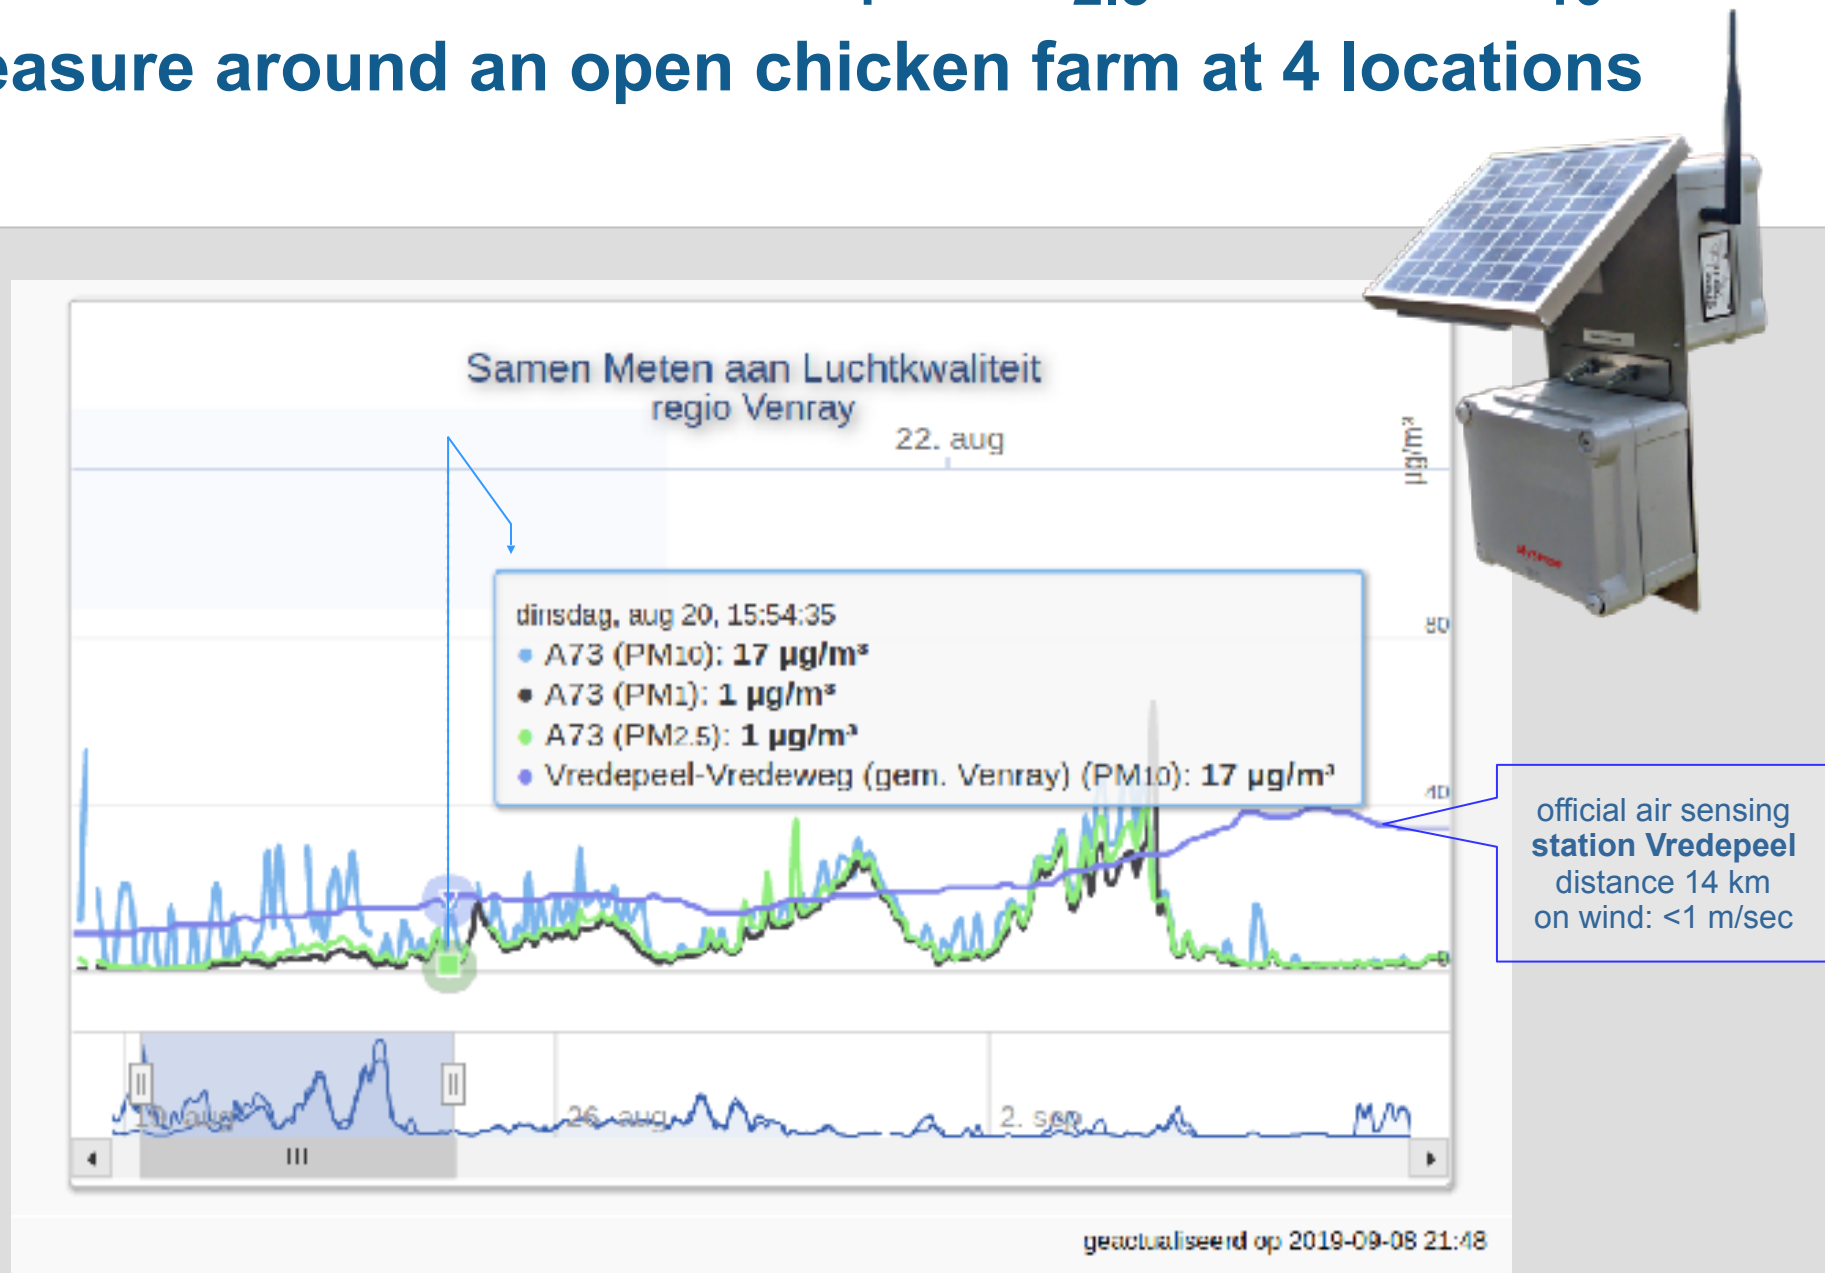 easure around an open chicken farm at 4 locations
Samen Meten aan Luchtkwaliteit
regio Venray
22. aug
µg/m³
dinsdag, aug 20, 15:54:35
A73 (PM10): 17 µg/m³
A73 (PM1): 1 µg/m³
A73 (PM2.5): 1 µg/m³
Vredepeel-Vredeweg (gem. Venray) (PM10): 17 µg/m³
80
40
0
official air sensing
station Vredepeel
distance 14 km
on wind: <1 m/sec
19. aug
26. aug
2. sep
geactualiseerd op 2019-09-08 21:48